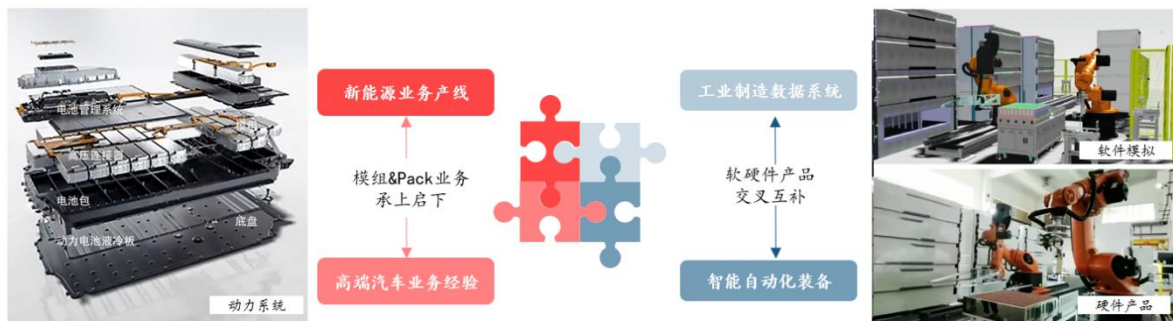 电池管理系统
高压连接器
电池包
底盘
动力电池液冷板
动力系统
新能源业务产线
模组&Pack业务
承上启下
高端汽车业务经验
工业制造数据系统
软硬件产品
交叉互补
智能自动化装备
软件模拟
硬件产品